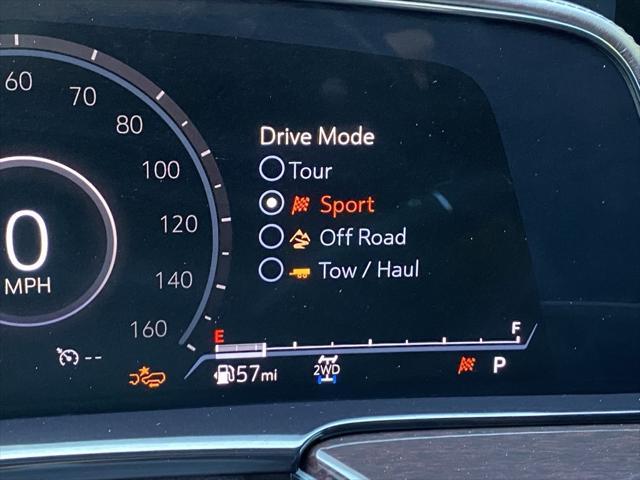 60
70
80
100
120
140
160
0
MPH
Drive Mode
Tour
Sport
Off Road
Tow / Haul
E
F
--
57mi
2WD
P